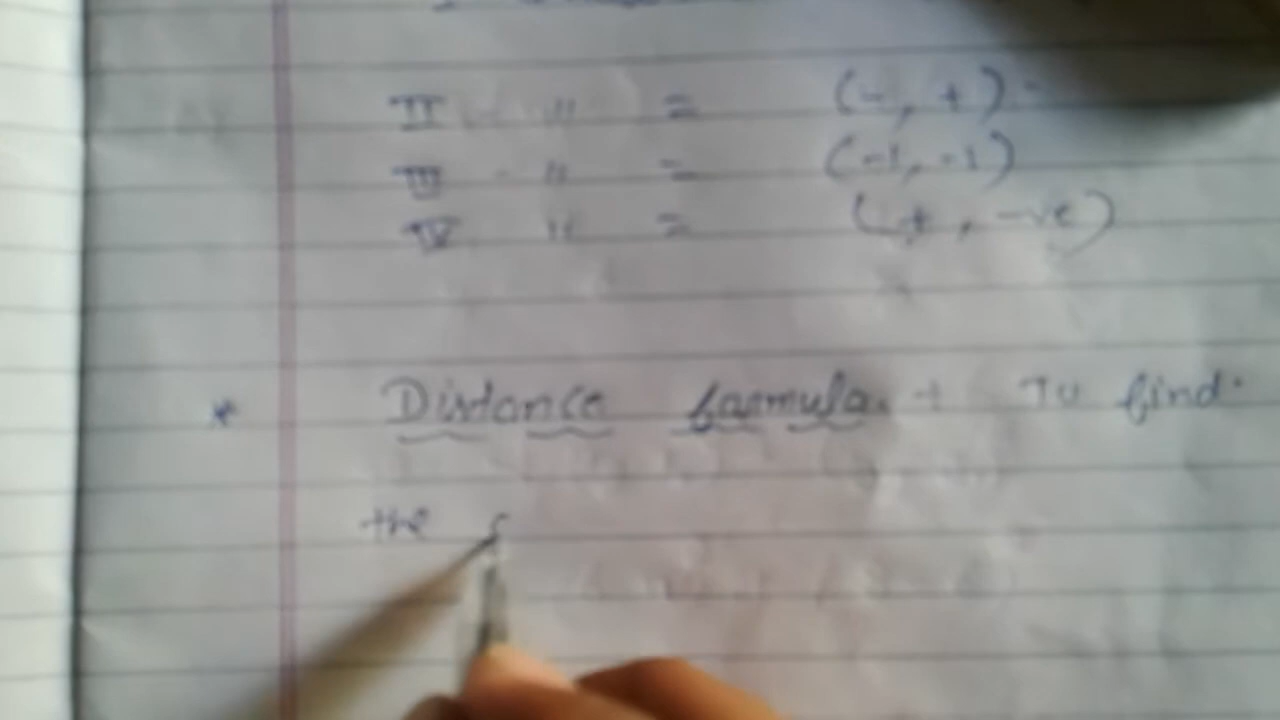 II - " = (-, +)
III - " = (-1, -1)
IV " = (+, -ve)
* Distance formula + To find
the